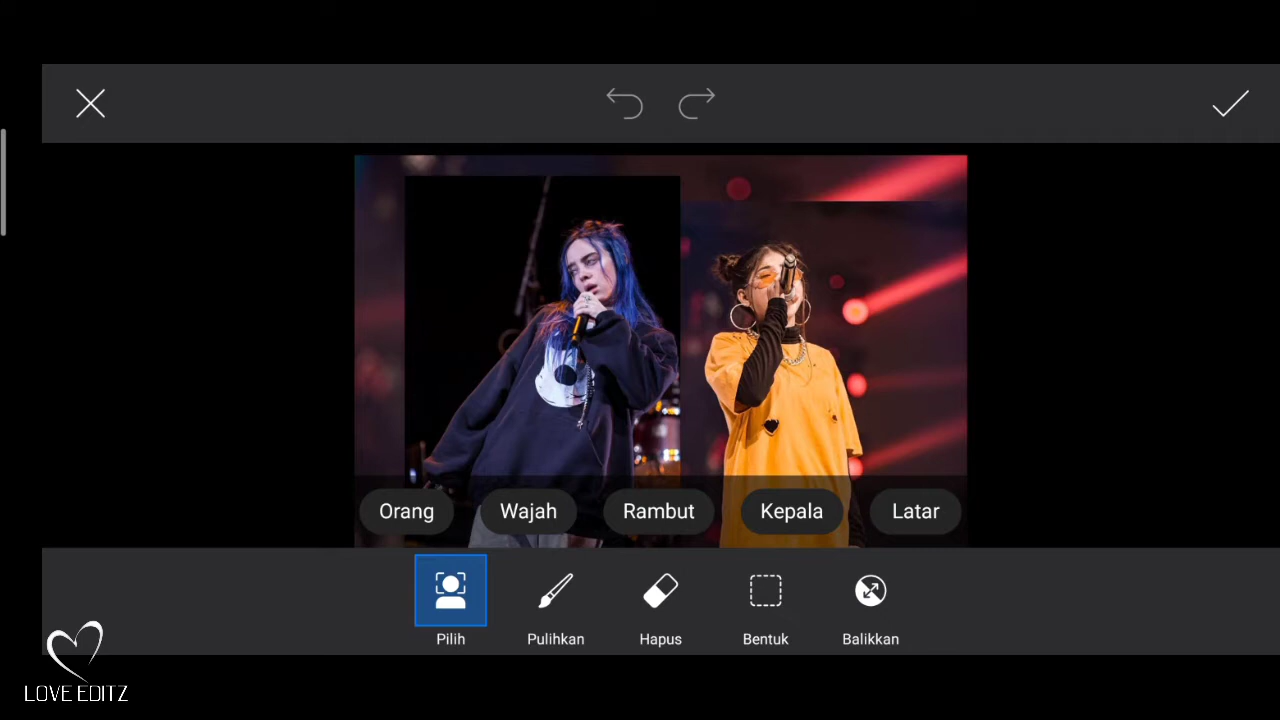 Orang
Wajah
Rambut
Kepala
Latar
Pilih
Pulihkan
Hapus
Bentuk
Balikkan
LOVE EDITZ